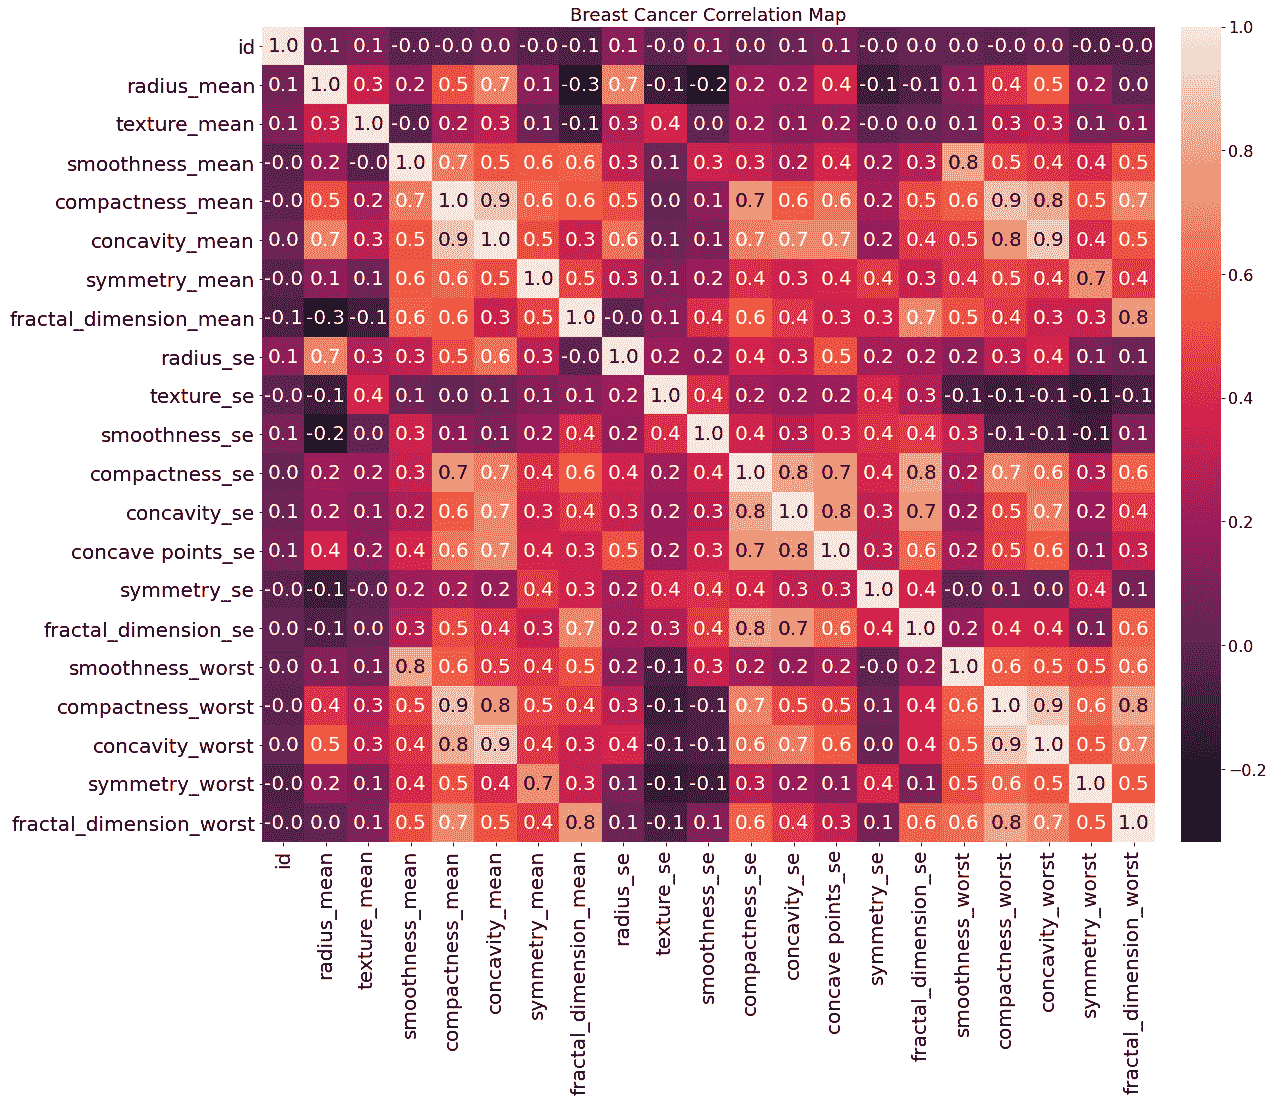 Breast Cancer Correlation Map
id 1.0 0.1 0.1 -0.0 -0.0 0.0 -0.0 -0.1 0.1 -0.0 0.1 0.0 0.1 0.1 -0.0 0.0 0.0 -0.0 0.0 -0.0 -0.0
radius_mean 0.1 1.0 0.3 0.2 0.5 0.7 0.1 -0.3 0.7 -0.1 -0.2 0.2 0.2 0.4 -0.1 -0.1 0.1 0.4 0.5 0.2 0.0
texture_mean 0.1 0.3 1.0 -0.0 0.2 0.3 0.1 -0.1 0.3 0.4 0.0 0.2 0.1 0.2 -0.0 0.0 0.1 0.3 0.3 0.1 0.1
smoothness_mean -0.0 0.2 -0.0 1.0 0.7 0.5 0.6 0.6 0.3 0.1 0.3 0.3 0.2 0.4 0.2 0.3 0.8 0.5 0.4 0.4 0.5
compactness_mean -0.0 0.5 0.2 0.7 1.0 0.9 0.6 0.6 0.5 0.0 0.1 0.7 0.6 0.6 0.2 0.5 0.6 0.9 0.8 0.5 0.7
concavity_mean 0.0 0.7 0.3 0.5 0.9 1.0 0.5 0.3 0.6 0.1 0.1 0.7 0.7 0.7 0.2 0.4 0.5 0.8 0.9 0.4 0.5
symmetry_mean -0.0 0.1 0.1 0.6 0.6 0.5 1.0 0.5 0.3 0.1 0.2 0.4 0.3 0.4 0.4 0.3 0.4 0.5 0.4 0.7 0.4
fractal_dimension_mean -0.1 -0.3 -0.1 0.6 0.6 0.3 0.5 1.0 -0.0 0.1 0.4 0.6 0.4 0.3 0.3 0.7 0.5 0.4 0.3 0.3 0.8
radius_se 0.1 0.7 0.3 0.3 0.5 0.6 0.3 -0.0 1.0 0.2 0.2 0.4 0.3 0.5 0.2 0.2 0.2 0.3 0.4 0.1 0.1
texture_se -0.0 -0.1 0.4 0.1 0.0 0.1 0.1 0.1 0.2 1.0 0.4 0.2 0.2 0.2 0.4 0.3 -0.1 -0.1 -0.1 -0.1 -0.1
smoothness_se 0.1 -0.2 0.0 0.3 0.1 0.1 0.2 0.4 0.2 0.4 1.0 0.4 0.3 0.3 0.4 0.4 0.3 -0.1 -0.1 -0.1 0.1
compactness_se 0.0 0.2 0.2 0.3 0.7 0.7 0.4 0.6 0.4 0.2 0.4 1.0 0.8 0.7 0.4 0.8 0.2 0.7 0.6 0.3 0.6
concavity_se 0.1 0.2 0.1 0.2 0.6 0.7 0.3 0.4 0.3 0.2 0.3 0.8 1.0 0.8 0.3 0.7 0.2 0.5 0.7 0.2 0.4
concave points_se 0.1 0.4 0.2 0.4 0.6 0.7 0.4 0.3 0.5 0.2 0.3 0.7 0.8 1.0 0.3 0.6 0.2 0.5 0.6 0.1 0.3
symmetry_se -0.0 -0.1 -0.0 0.2 0.2 0.2 0.4 0.3 0.2 0.4 0.4 0.4 0.3 0.3 1.0 0.4 -0.0 0.1 0.0 0.4 0.1
fractal_dimension_se 0.0 -0.1 0.0 0.3 0.5 0.4 0.3 0.7 0.2 0.3 0.4 0.8 0.7 0.6 0.4 1.0 0.2 0.4 0.4 0.1 0.6
smoothness_worst 0.0 0.1 0.1 0.8 0.6 0.5 0.4 0.5 0.2 -0.1 0.3 0.2 0.2 0.2 -0.0 0.2 1.0 0.6 0.5 0.5 0.6
compactness_worst -0.0 0.4 0.3 0.5 0.9 0.8 0.5 0.4 0.3 -0.1 -0.1 0.7 0.5 0.5 0.1 0.4 0.6 1.0 0.9 0.6 0.8
concavity_worst 0.0 0.5 0.3 0.4 0.8 0.9 0.4 0.3 0.4 -0.1 -0.1 0.6 0.7 0.6 0.0 0.4 0.5 0.9 1.0 0.5 0.7
symmetry_worst -0.0 0.2 0.1 0.4 0.5 0.4 0.7 0.3 0.1 -0.1 -0.1 0.3 0.2 0.1 0.4 0.1 0.5 0.6 0.5 1.0 0.5
fractal_dimension_worst -0.0 0.0 0.1 0.5 0.7 0.5 0.4 0.8 0.1 -0.1 0.1 0.6 0.4 0.3 0.1 0.6 0.6 0.8 0.7 0.5 1.0
id
radius_mean
texture_mean
smoothness_mean
compactness_mean
concavity_mean
symmetry_mean
fractal_dimension_mean
radius_se
texture_se
smoothness_se
compactness_se
concavity_se
concave points_se
symmetry_se
fractal_dimension_se
smoothness_worst
compactness_worst
concavity_worst
symmetry_worst
fractal_dimension_worst
1.0
0.8
0.6
0.4
0.2
0.0
−0.2